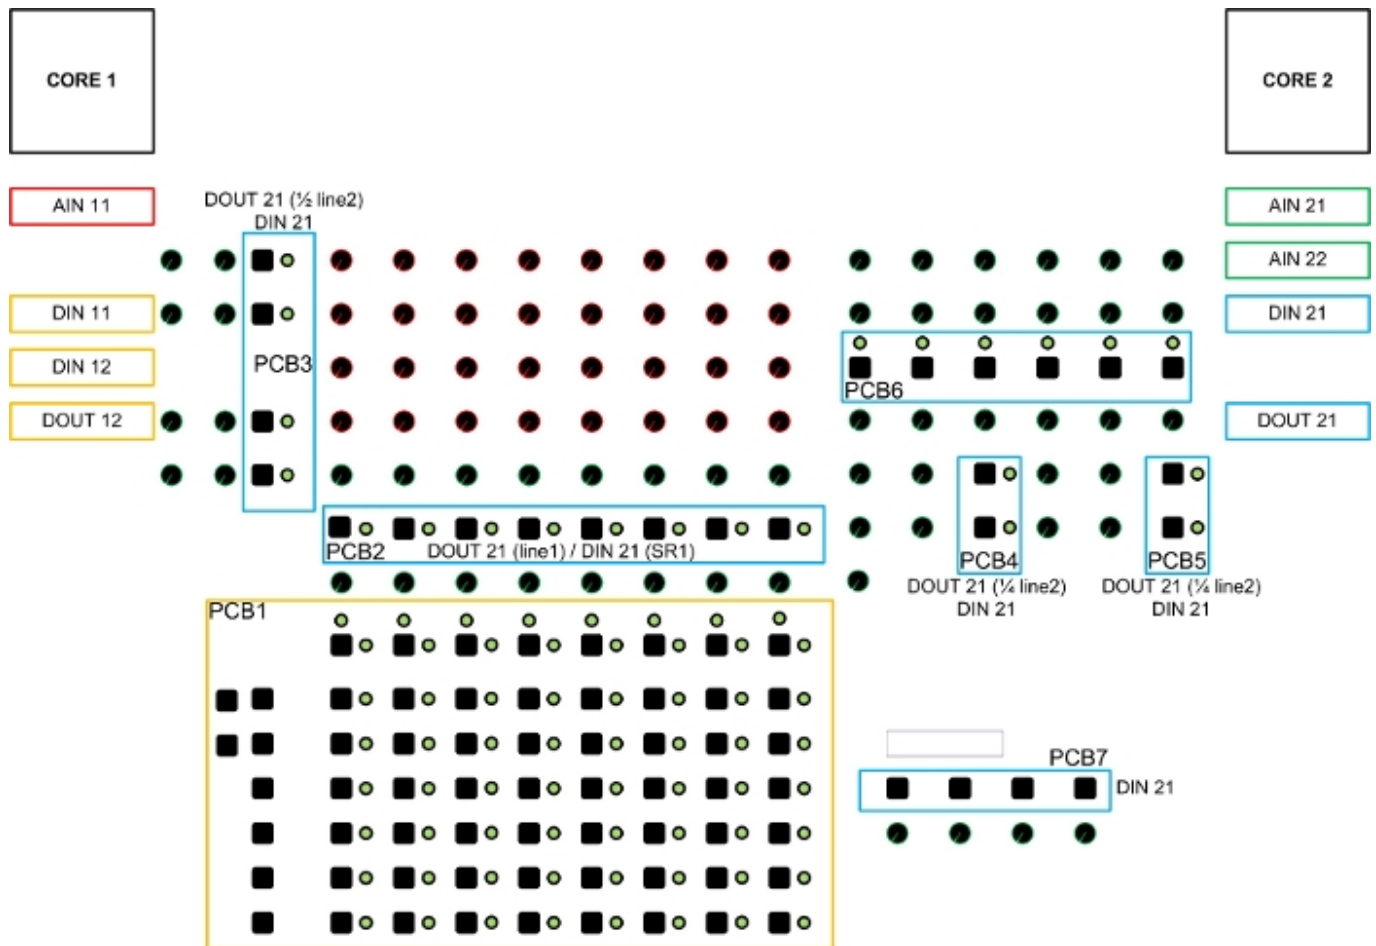 CORE 1
CORE 2
AIN 11
DOUT 21 (½ line2)
DIN 21
AIN 21
AIN 22
DIN 11
DIN 21
DIN 12
PCB3
PCB6
DOUT 12
DOUT 21
PCB2
DOUT 21 (line1) / DIN 21 (SR1)
PCB4
PCB5
DOUT 21 (¼ line2)
DIN 21
DOUT 21 (¼ line2)
DIN 21
PCB1
PCB7
DIN 21